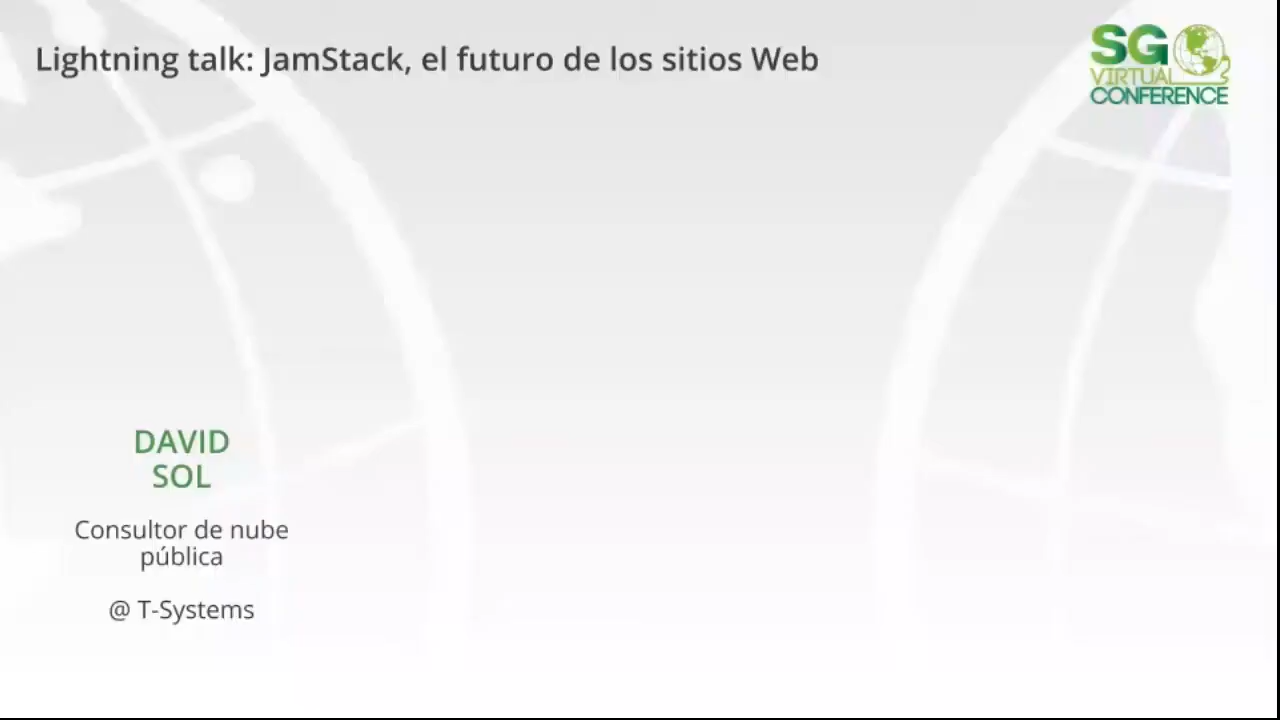 Lightning talk: JamStack, el futuro de los sitios Web
SG
VIRTUAL
CONFERENCE
DAVID
SOL
Consultor de nube
pública
@ T-Systems